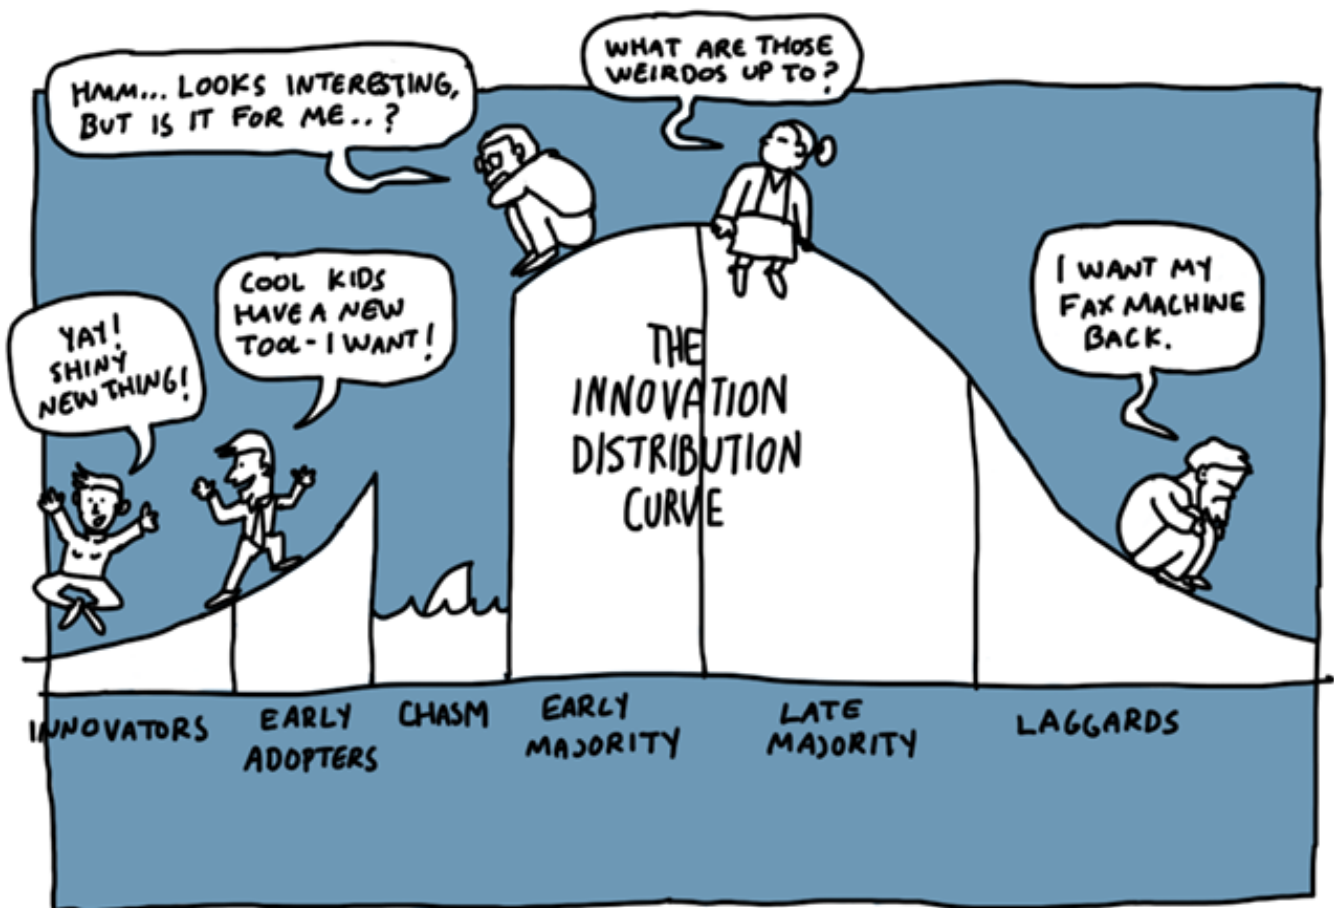 HMM... LOOKS INTERESTING,
BUT IS IT FOR ME..?
WHAT ARE THOSE
WEIRDOS UP TO?
COOL KIDS
HAVE A NEW
TOOL - I WANT!
YAY!
SHINY
NEW THING!
I WANT MY
FAX MACHINE
BACK.
THE
INNOVATION
DISTRIBUTION
CURVE
INNOVATORS
EARLY
ADOPTERS
CHASM
EARLY
MAJORITY
LATE
MAJORITY
LAGGARDS